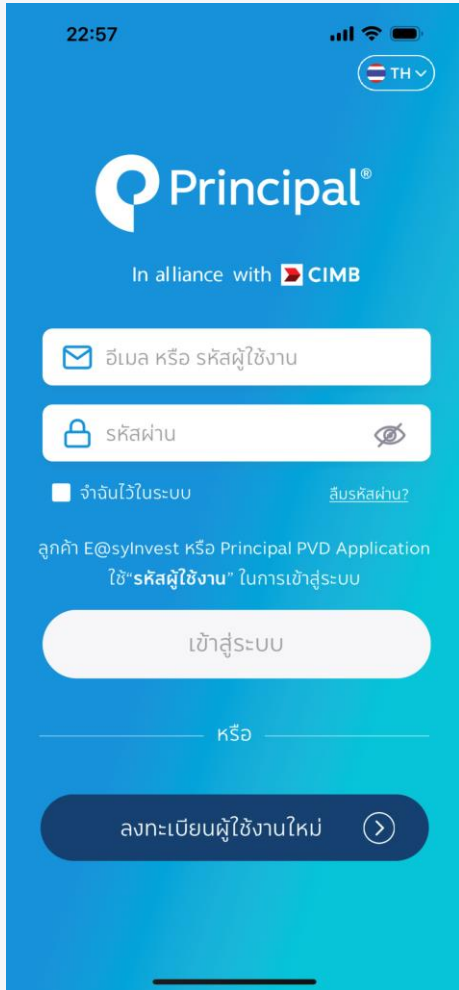 22:57
TH
Principal®
In alliance with CIMB
อีเมล หรือ รหัสผู้ใช้งาน
รหัสผ่าน
จำฉันไว้ในระบบ
ลืมรหัสผ่าน?
ลูกค้า E@syInvest หรือ Principal PVD Application
ใช้“รหัสผู้ใช้งาน” ในการเข้าสู่ระบบ
เข้าสู่ระบบ
หรือ
ลงทะเบียนผู้ใช้งานใหม่